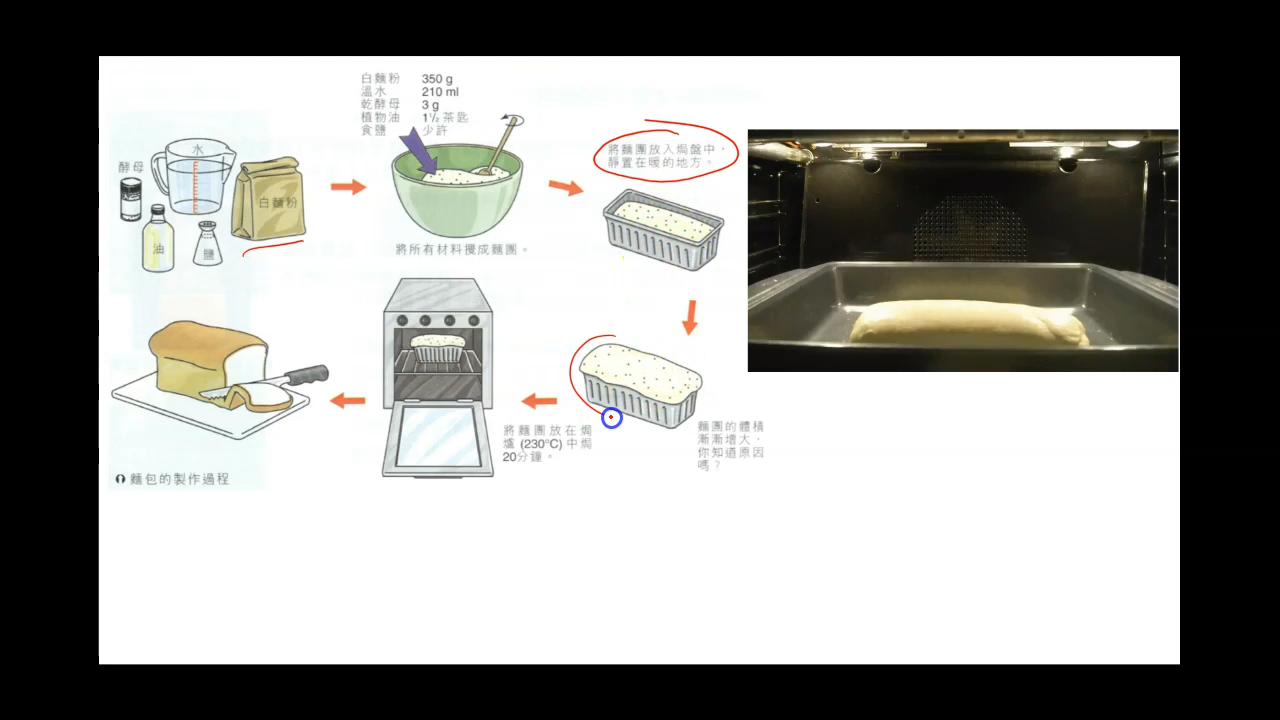 白麵粉 350 g
溫水 210 ml
乾酵母 3 g
植物油 1½ 茶匙
食鹽 少許
酵母
水
白麵粉
油
鹽
將所有材料攪成麵團。
將麵團放入焗盤中，
靜置在暖的地方。
麵團的體積
漸漸增大，
你知道原因
嗎？
將麵團放在焗
爐 (230°C) 中焗
20分鐘。
麵包的製作過程